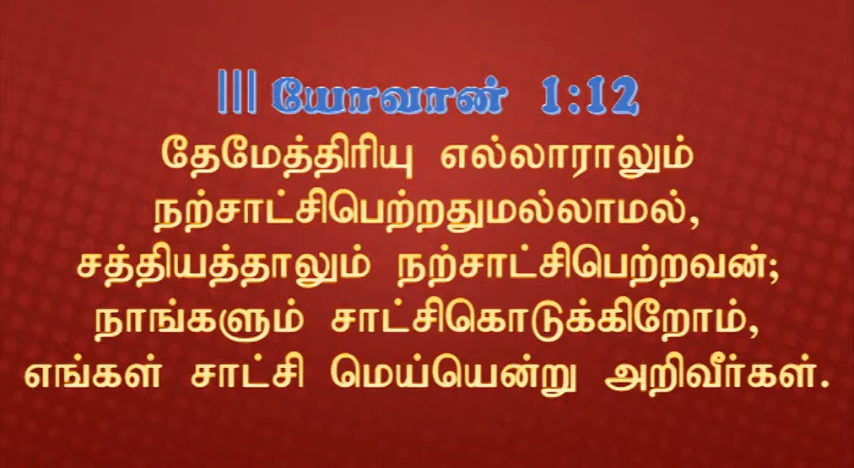 III யோவான் 1:12
தேமேத்திரியு எல்லாராலும்
நற்சாட்சிபெற்றதுமல்லாமல்,
சத்தியத்தாலும் நற்சாட்சிபெற்றவன்;
நாங்களும் சாட்சிகொடுக்கிறோம்,
எங்கள் சாட்சி மெய்யென்று அறிவீர்கள்.